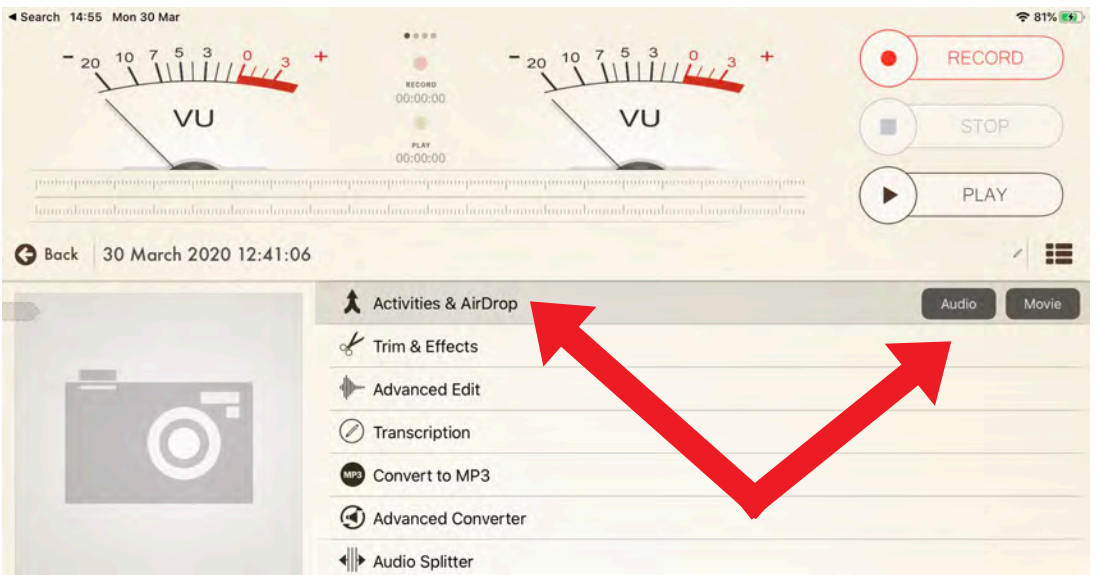 Search 14:55 Mon 30 Mar 81%
- 20 10 7 5 3 0 3 +
VU
RECORD
00:00:00
PLAY
00:00:00
- 20 10 7 5 3 0 3 +
VU
RECORD
STOP
PLAY
Back 30 March 2020 12:41:06
Activities & AirDrop Audio Movie
Trim & Effects
Advanced Edit
Transcription
MP3 Convert to MP3
Advanced Converter
Audio Splitter